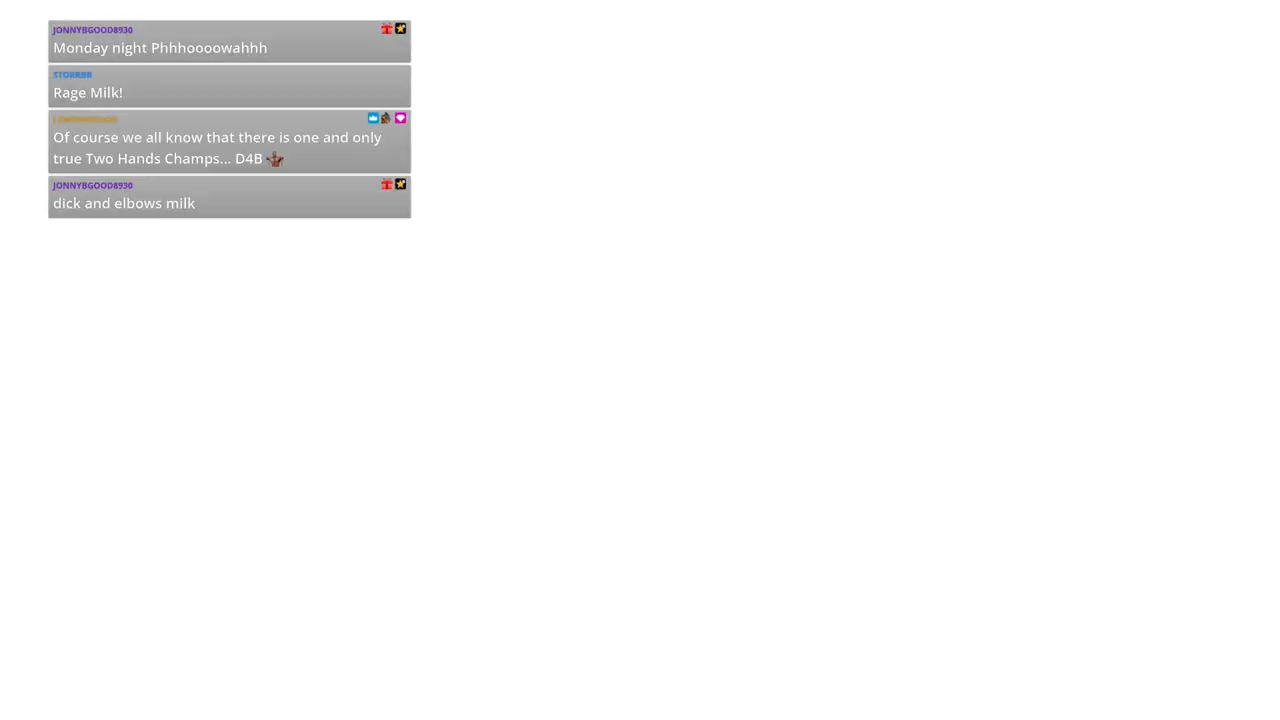 JONNYBGOOD8930
Monday night Phhhoooowahhh
Rage Milk!
Of course we all know that there is one and only
true Two Hands Champs... D4B
JONNYBGOOD8930
dick and elbows milk